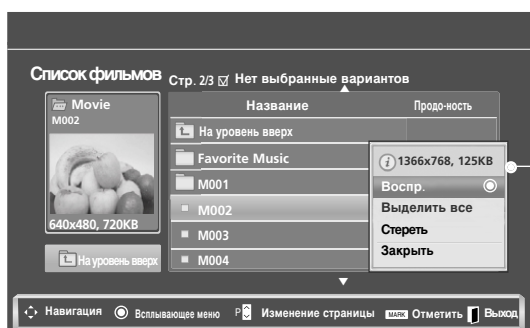 Список фильмов
Стр. 2/3 Нет выбранные вариантов
Movie
M002
640x480, 720KB
На уровень вверх
Название Продо-ность
На уровень вверх
Favorite Music
M001
M002
M003
M004
1366x768, 125KB
Воспр.
Выделить все
Стереть
Закрыть
Навигация Всплывающее меню P Изменение страницы MARK Отметить Выход